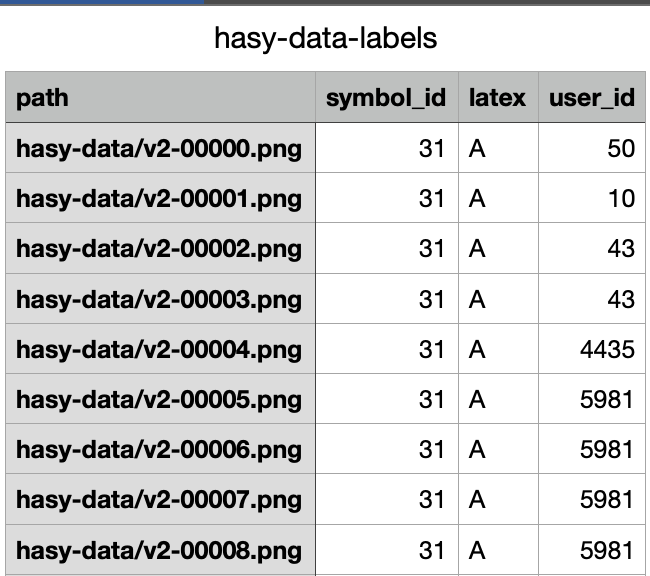 hasy-data-labels
path symbol_id latex user_id
hasy-data/v2-00000.png 31 A 50
hasy-data/v2-00001.png 31 A 10
hasy-data/v2-00002.png 31 A 43
hasy-data/v2-00003.png 31 A 43
hasy-data/v2-00004.png 31 A 4435
hasy-data/v2-00005.png 31 A 5981
hasy-data/v2-00006.png 31 A 5981
hasy-data/v2-00007.png 31 A 5981
hasy-data/v2-00008.png 31 A 5981